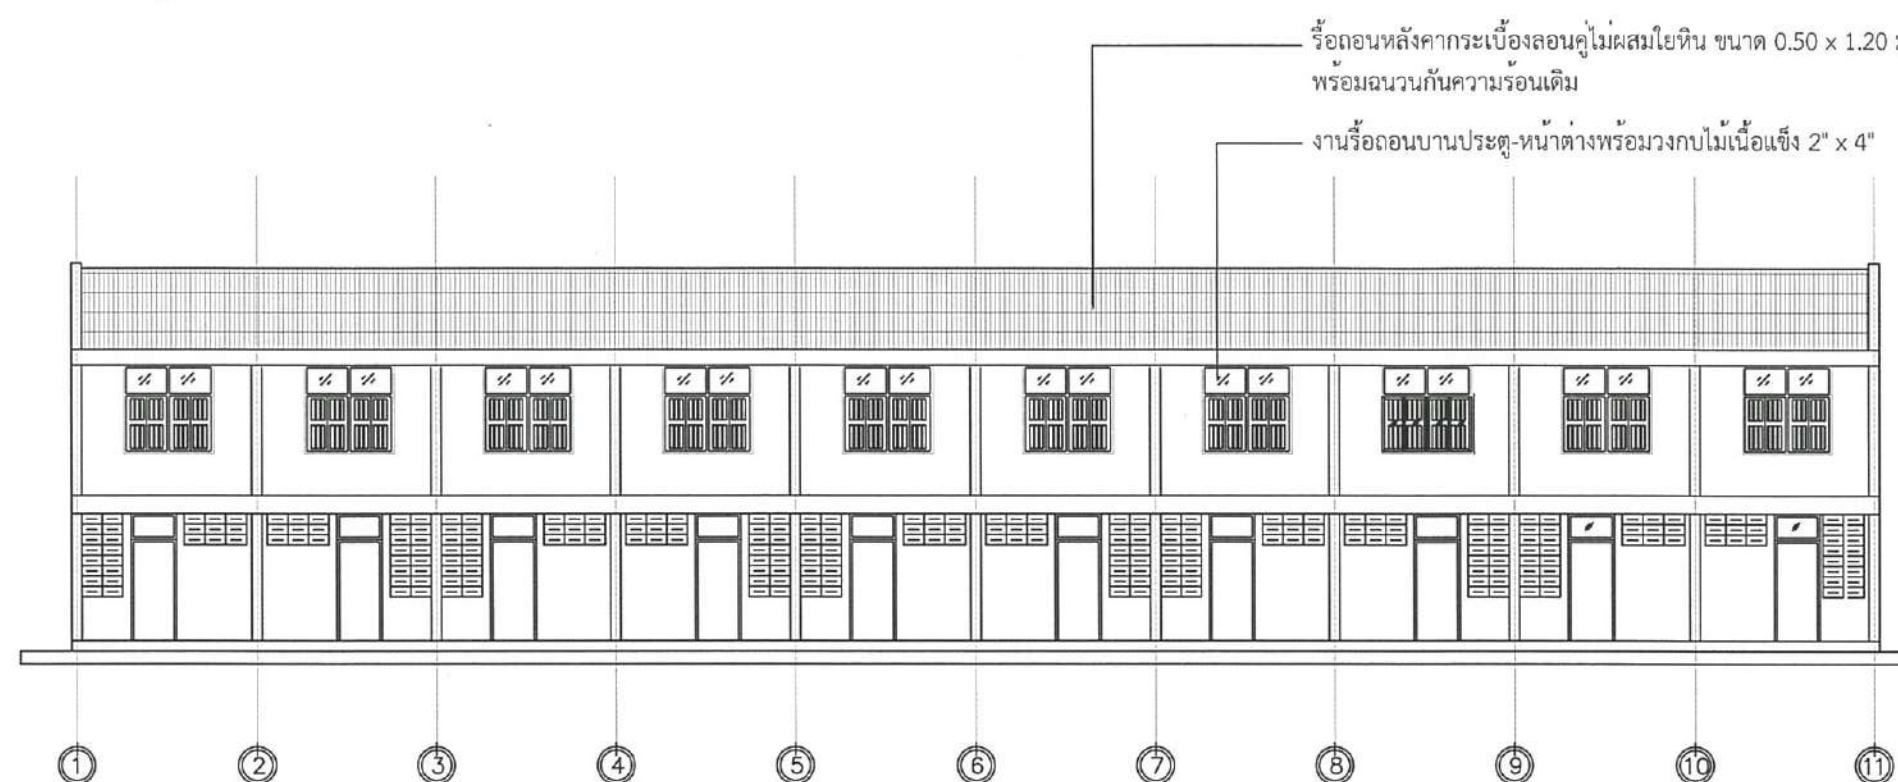 รื้อถอนหลังคากระเบื้องลอนคู่ไม่ผสมใยหิน ขนาด 0.50 x 1.20
พร้อมฉนวนกันความร้อนเดิม
งานรื้อถอนบานประตู-หน้าต่างพร้อมวงกบไม้เนื้อแข็ง 2" x 4"
1 2 3 4 5 6 7 8 9 10 11